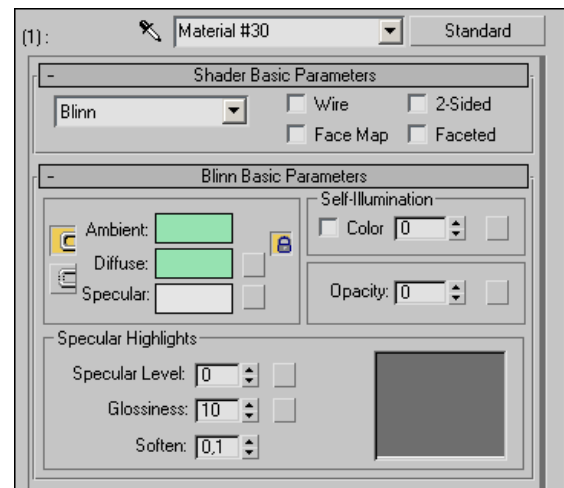 (1) : Material #30 Standard
- Shader Basic Parameters
Blinn Wire 2-Sided
Face Map Faceted
- Blinn Basic Parameters
Self-Illumination
Ambient: Color 0
Diffuse:
Specular: Opacity: 0
Specular Highlights
Specular Level: 0
Glossiness: 10
Soften: 0,1